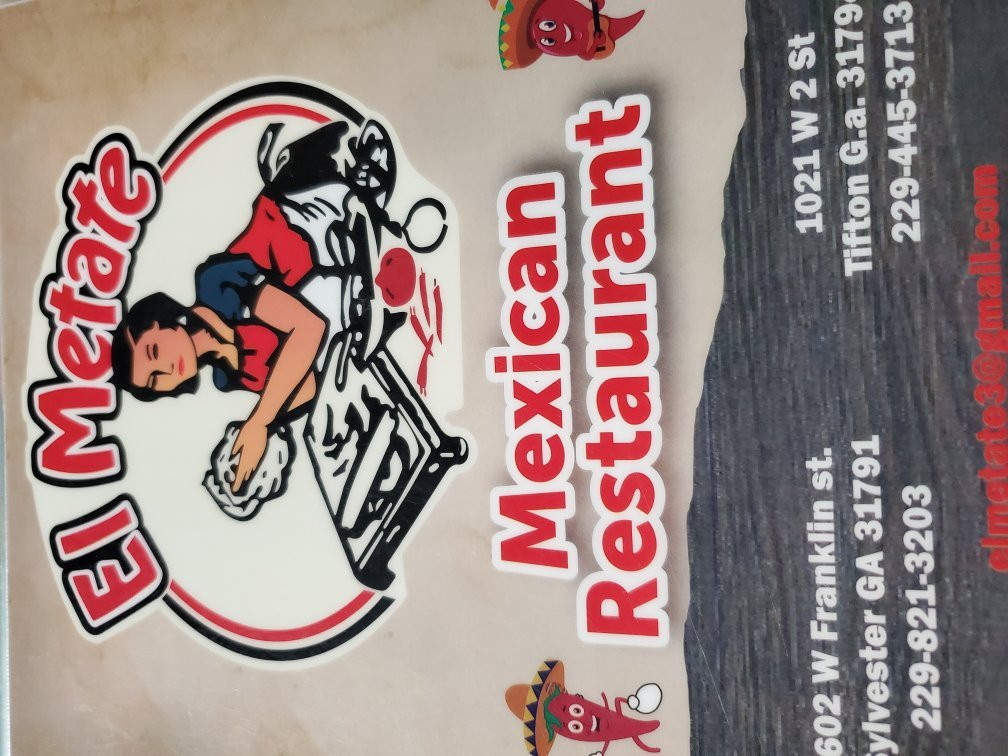 El Metate
Mexican
Restaurant
602 W Franklin st.
ylvester GA 31791
229-821-3203
1021 W 2 St
Tifton G.a. 3179
229-445-3713
elmetate3@gmail.com